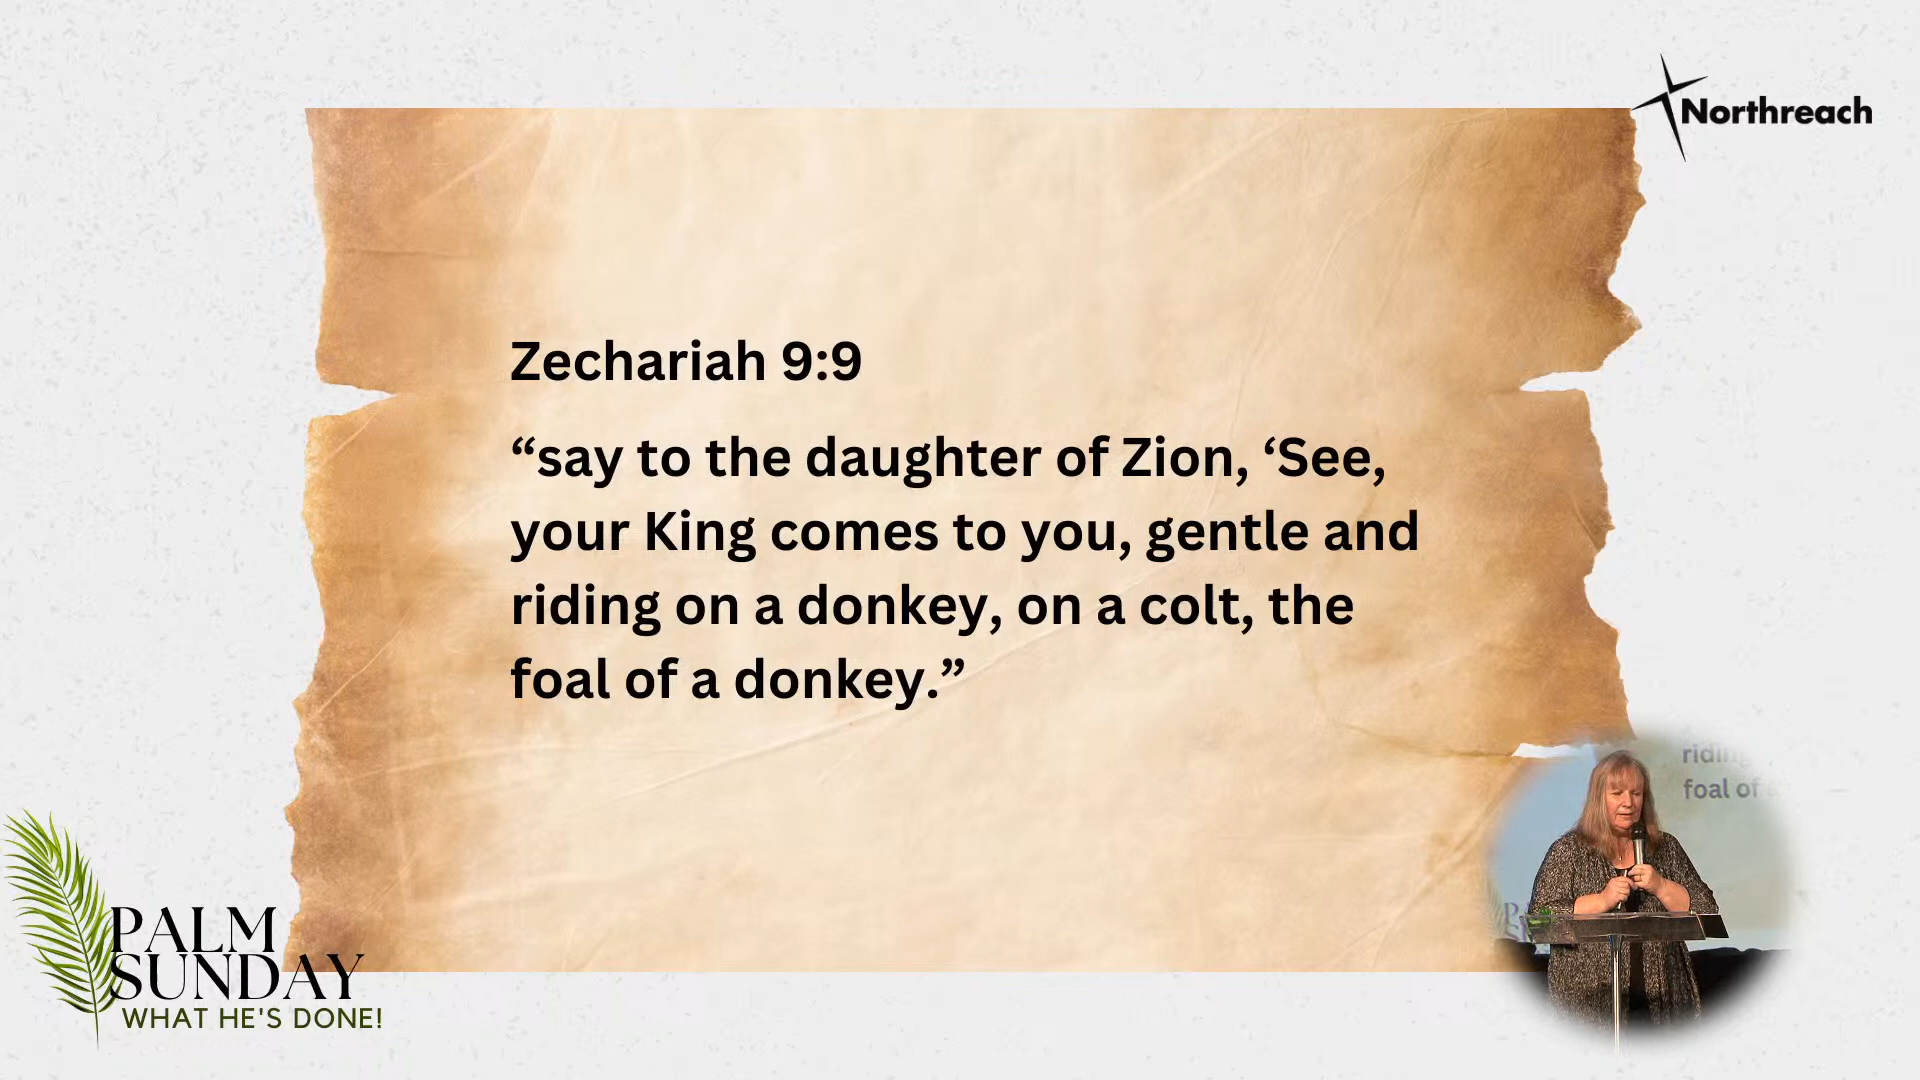 Northreach
Zechariah 9:9
“say to the daughter of Zion, ‘See,
your King comes to you, gentle and
riding on a donkey, on a colt, the
foal of a donkey.”
riding
foal of a
PALM
SUNDAY
WHAT HE'S DONE!